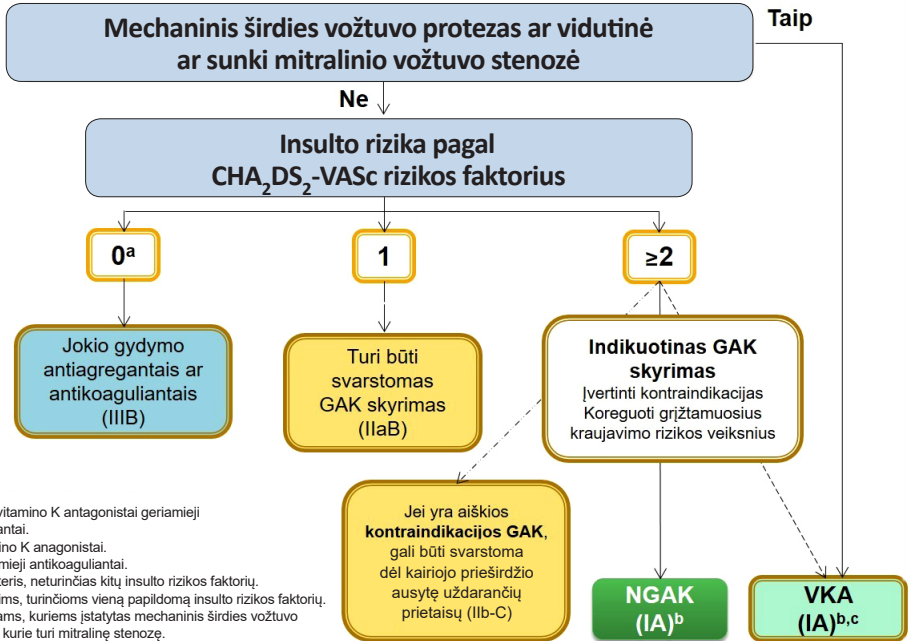 Mechaninis širdies vožtuvo protezas ar vidutinė
ar sunki mitralinio vožtuvo stenozė
Taip
Ne
Insulto rizika pagal
CHA₂DS₂-VASc rizikos faktorius
0ᵃ
1
≥2
Jokio gydymo
antiagregantais ar
antikoaguliantais
(IIIB)
Turi būti
svarstomas
GAK skyrimas
(IIaB)
Indikuotinas GAK
skyrimas
Įvertinti kontraindikacijas
Koreguoti grįžtamuosius
kraujavimo rizikos veiksnius
Jei yra aiškios
kontraindikacijos GAK,
gali būti svarstoma
dėl kairiojo prieširdžio
ausytę uždarančių
prietaisų (IIb-C)
NGAK
(IA)ᵇ
VKA
(IA)ᵇ,ᶜ
vitamino K antagonistai geriamieji
antai.
ino K anagonistai.
mieji antikoaguliantai.
teris, neturinčias kitų insulto rizikos faktorių.
ims, turinčioms vieną papildomą insulto rizikos faktorių.
ams, kuriems įstatytas mechaninis širdies vožtuvo
kurie turi mitralinę stenozę.